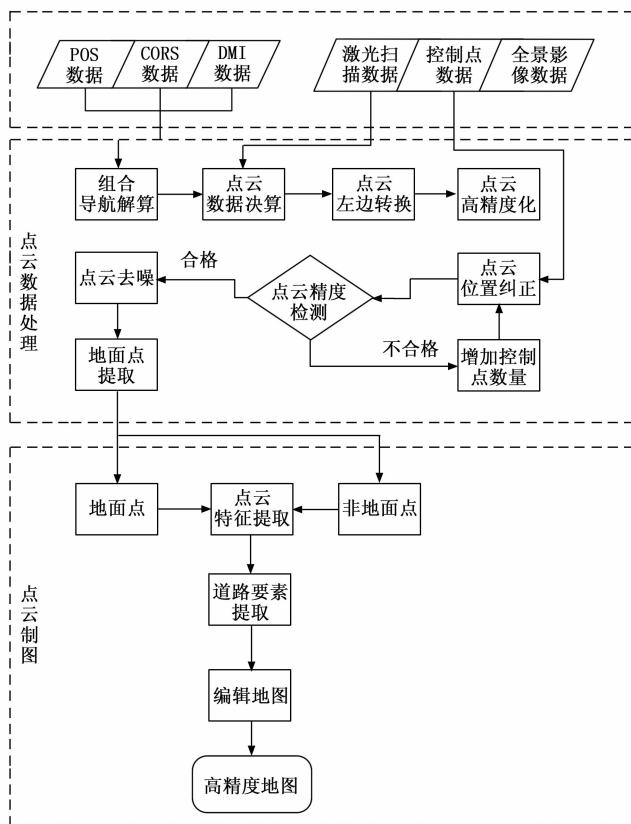 POS
数据
CORS
数据
DMI
数据
激光扫
描数据
控制点
数据
全景影
像数据
点云数据处理
组合
导航解算
点云
数据决算
点云
左边转换
点云
高精度化
点云去噪
合格
点云精度
检测
点云
位置纠正
不合格
增加控制
点数量
地面点
提取
点云制图
地面点
点云
特征提取
非地面点
道路要素
提取
编辑地图
高精度地图